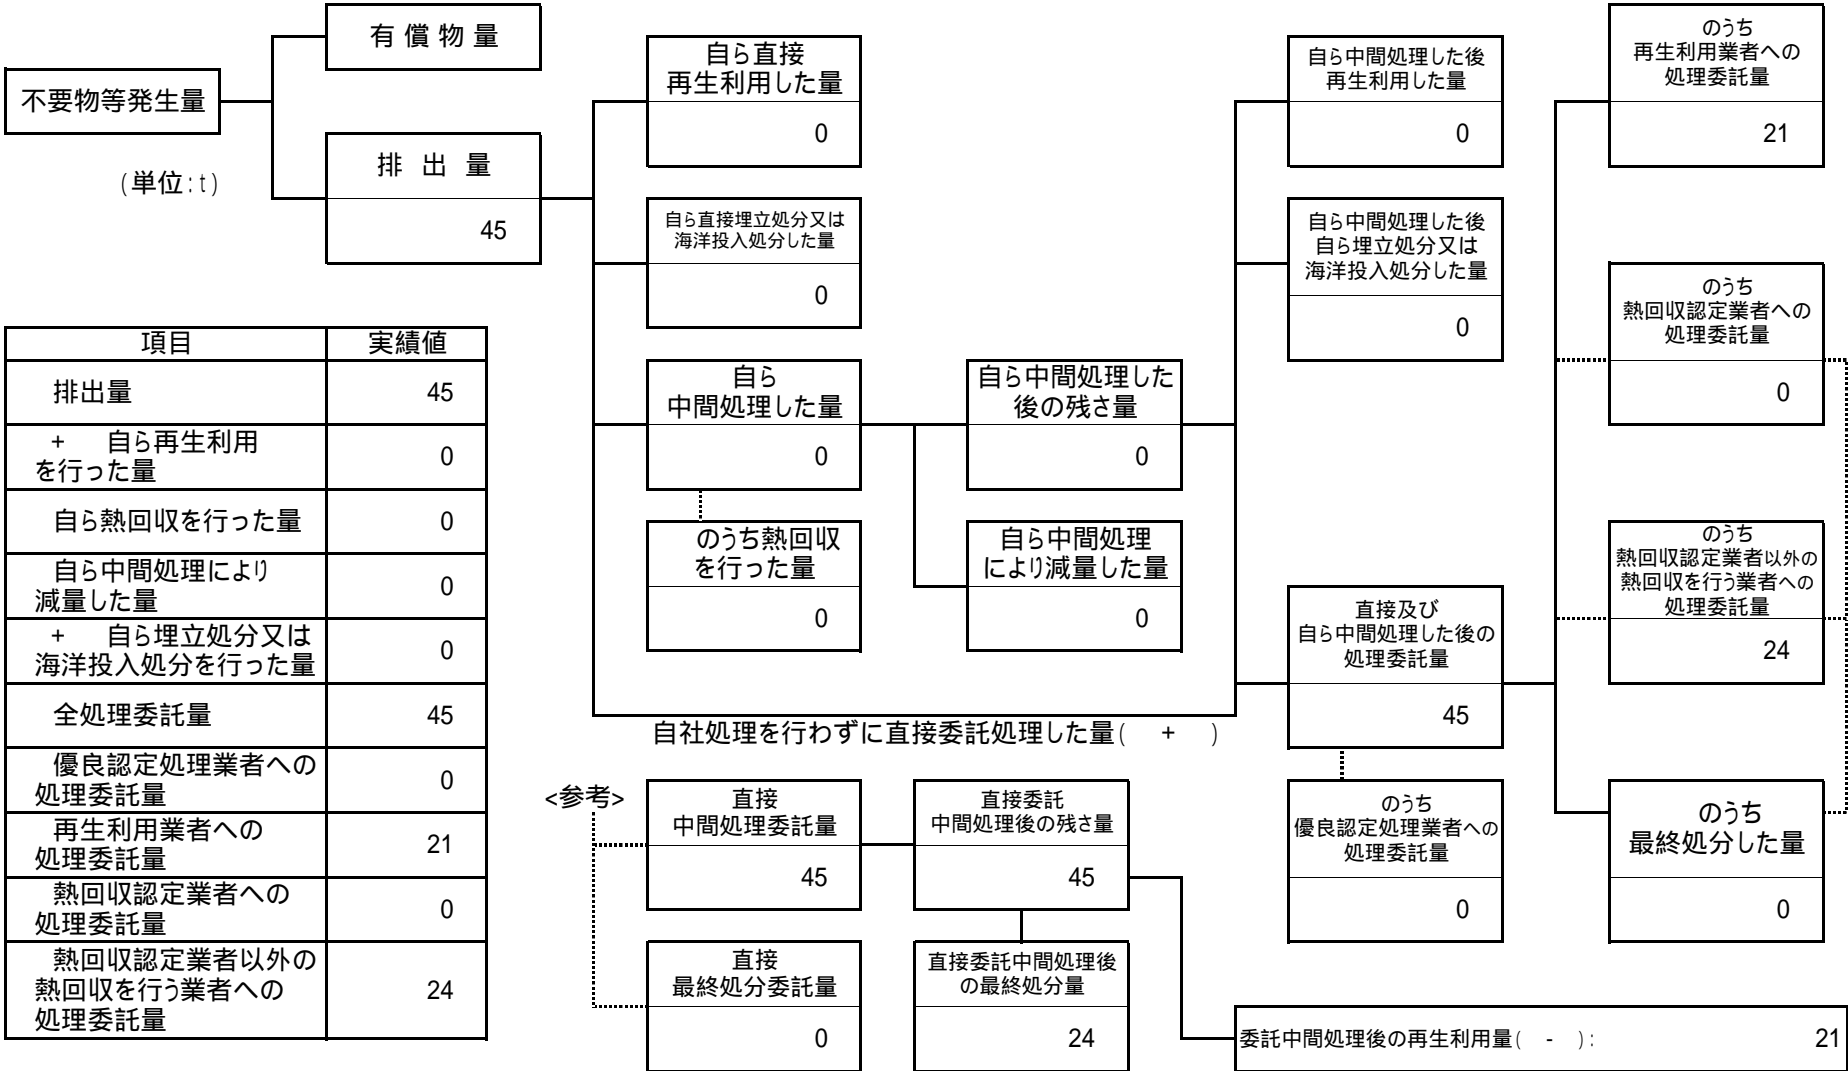 不要物等発生量
(単位:t)
有 償 物 量
排 出 量
45
自ら直接
再生利用した量
0
自ら直接埋立処分又は
海洋投入処分した量
0
自ら
中間処理した量
0
のうち熱回収
を行った量
0
自ら中間処理した
後の残さ量
0
自ら中間処理
により減量した量
0
自ら中間処理した後
再生利用した量
0
自ら中間処理した後
自ら埋立処分又は
海洋投入処分した量
0
直接及び
自ら中間処理した後の
処理委託量
45
のうち
優良認定処理業者への
処理委託量
0
のうち
再生利用業者への
処理委託量
21
のうち
熱回収認定業者への
処理委託量
0
のうち
熱回収認定業者以外の
熱回収を行う業者への
処理委託量
24
のうち
最終処分した量
0
自社処理を行わずに直接委託処理した量( + )
項目 実績値
排出量 45
+ 自ら再生利用
を行った量 0
自ら熱回収を行った量 0
自ら中間処理により
減量した量 0
+ 自ら埋立処分又は
海洋投入処分を行った量 0
全処理委託量 45
優良認定処理業者への
処理委託量 0
再生利用業者への
処理委託量 21
熱回収認定業者への
処理委託量 0
熱回収認定業者以外の
熱回収を行う業者への
処理委託量 24
<参考>
直接
中間処理委託量
45
直接委託
中間処理後の残さ量
45
直接
最終処分委託量
0
直接委託中間処理後
の最終処分量
24
委託中間処理後の再生利用量( - ): 21